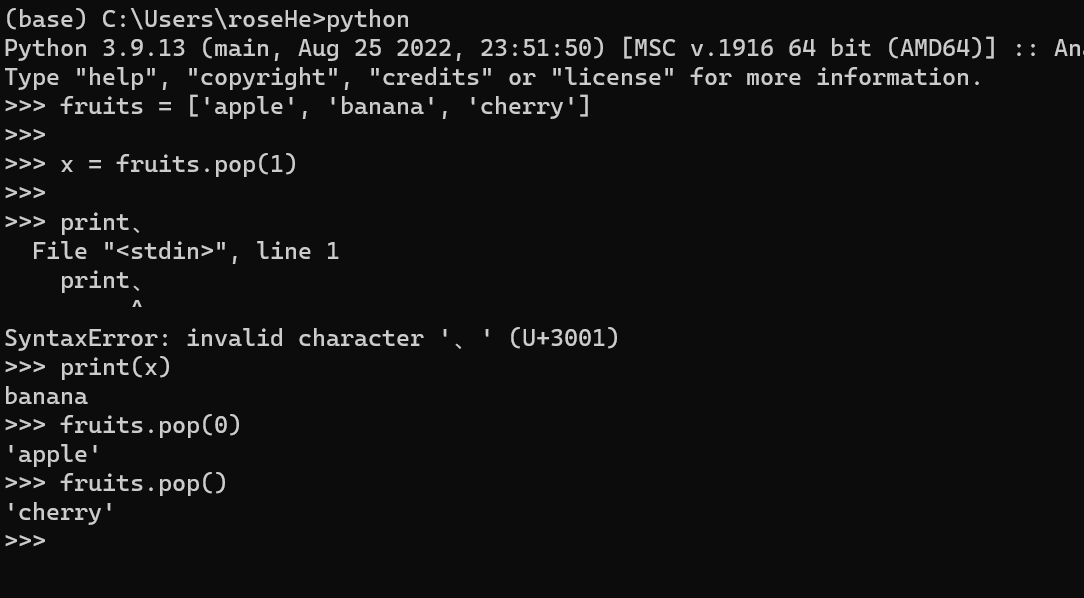 (base) C:\Users\roseHe>python
Python 3.9.13 (main, Aug 25 2022, 23:51:50) [MSC v.1916 64 bit (AMD64)] :: Ana
Type "help", "copyright", "credits" or "license" for more information.
>>> fruits = ['apple', 'banana', 'cherry']
>>>
>>> x = fruits.pop(1)
>>>
>>> print、
  File "<stdin>", line 1
    print、
         ^
SyntaxError: invalid character '、' (U+3001)
>>> print(x)
banana
>>> fruits.pop(0)
'apple'
>>> fruits.pop()
'cherry'
>>>